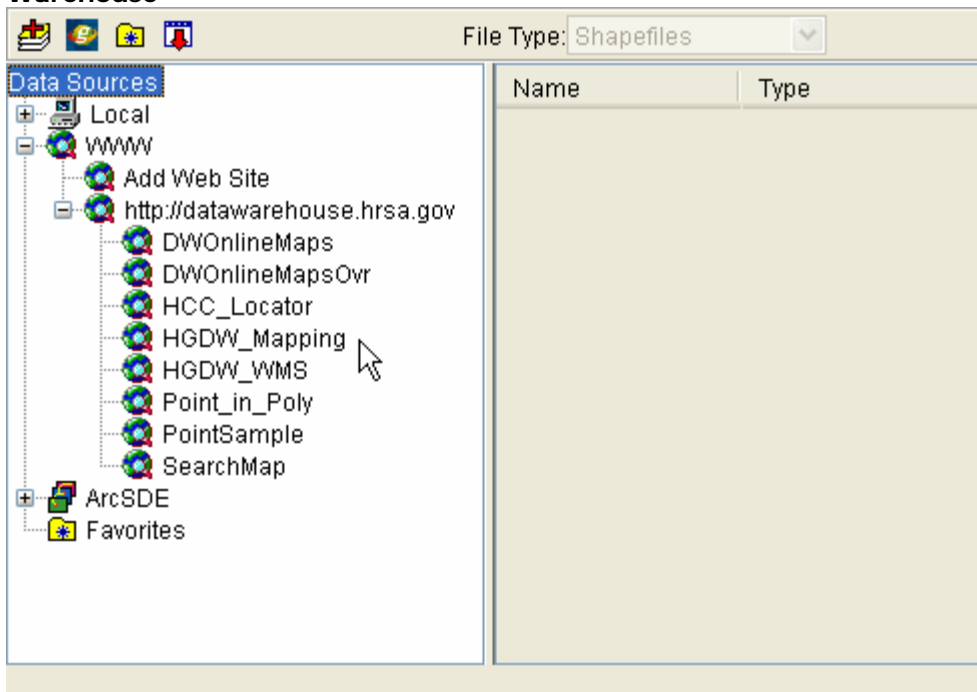 Warehouse
File Type: Shapefiles
Data Sources
Name Type
Local
WWW
Add Web Site
http://datawarehouse.hrsa.gov
DWOnlineMaps
DWOnlineMapsOvr
HCC_Locator
HGDW_Mapping
HGDW_WMS
Point_in_Poly
PointSample
SearchMap
ArcSDE
Favorites